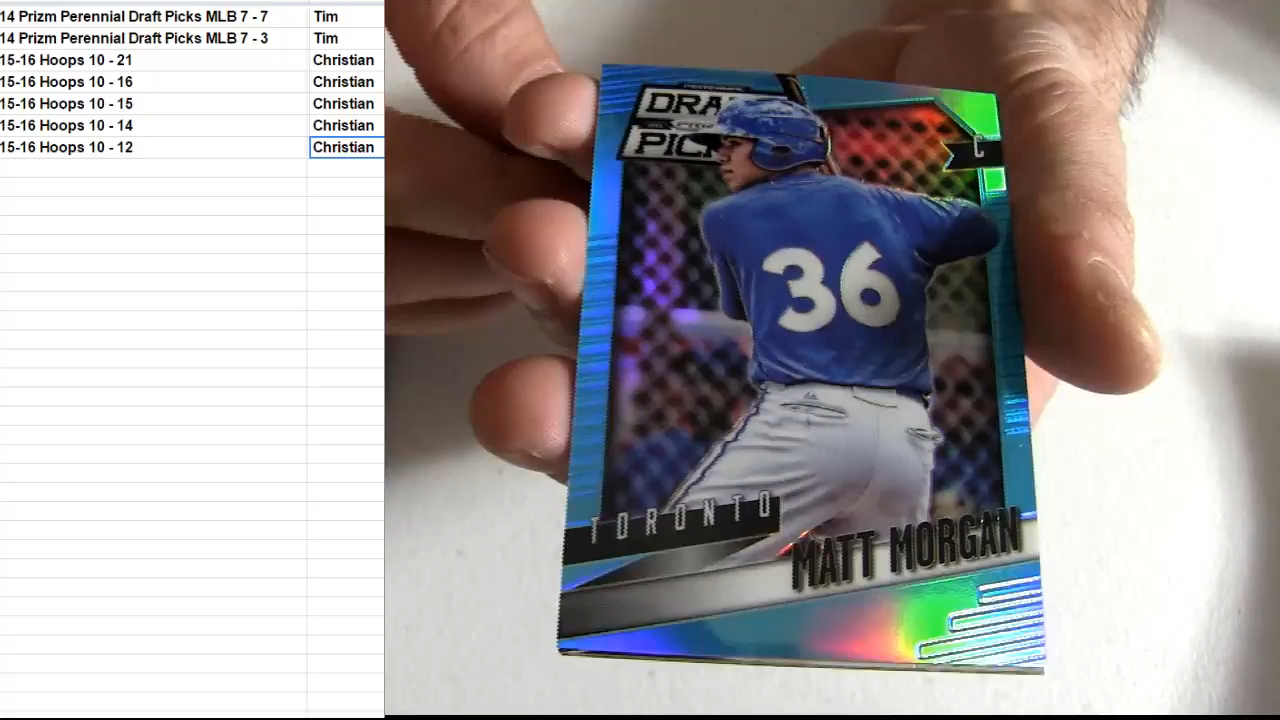 14 Prizm Perennial Draft Picks MLB 7 - 7 Tim
14 Prizm Perennial Draft Picks MLB 7 - 3 Tim
15-16 Hoops 10 - 21 Christian
15-16 Hoops 10 - 16 Christian
15-16 Hoops 10 - 15 Christian
15-16 Hoops 10 - 14 Christian
15-16 Hoops 10 - 12 Christian
C
36
TORONTO
MATT MORGAN